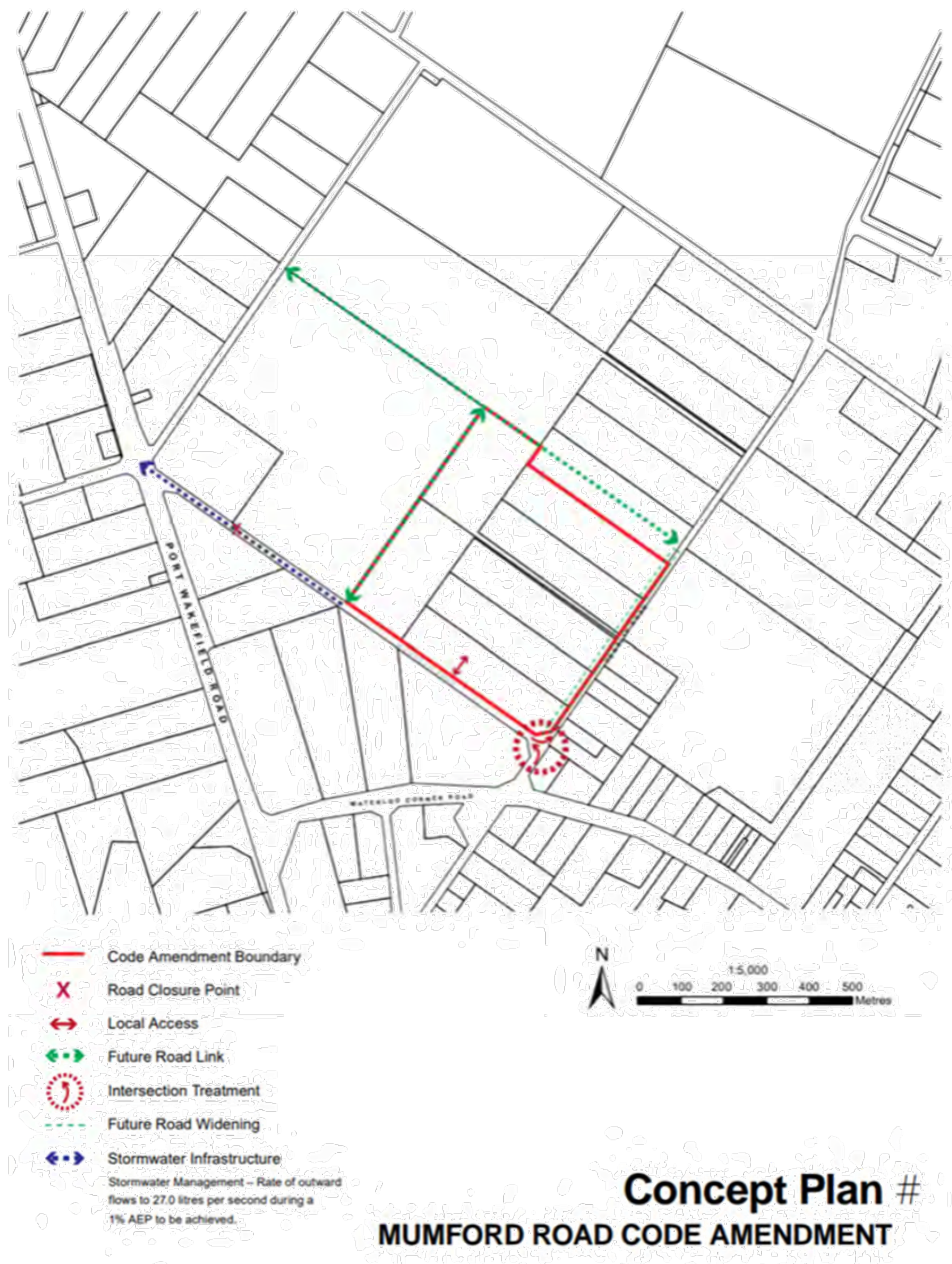 PORT WAKEFIELD ROAD
WATERLOO CORNER ROAD
Code Amendment Boundary
X Road Closure Point
Local Access
Future Road Link
Intersection Treatment
Future Road Widening
Stormwater Infrastructure
Stormwater Management – Rate of outward
flows to 27.0 litres per second during a
1% AEP to be achieved.
N
1:5,000
0 100 200 300 400 500
Metres
Concept Plan #
MUMFORD ROAD CODE AMENDMENT